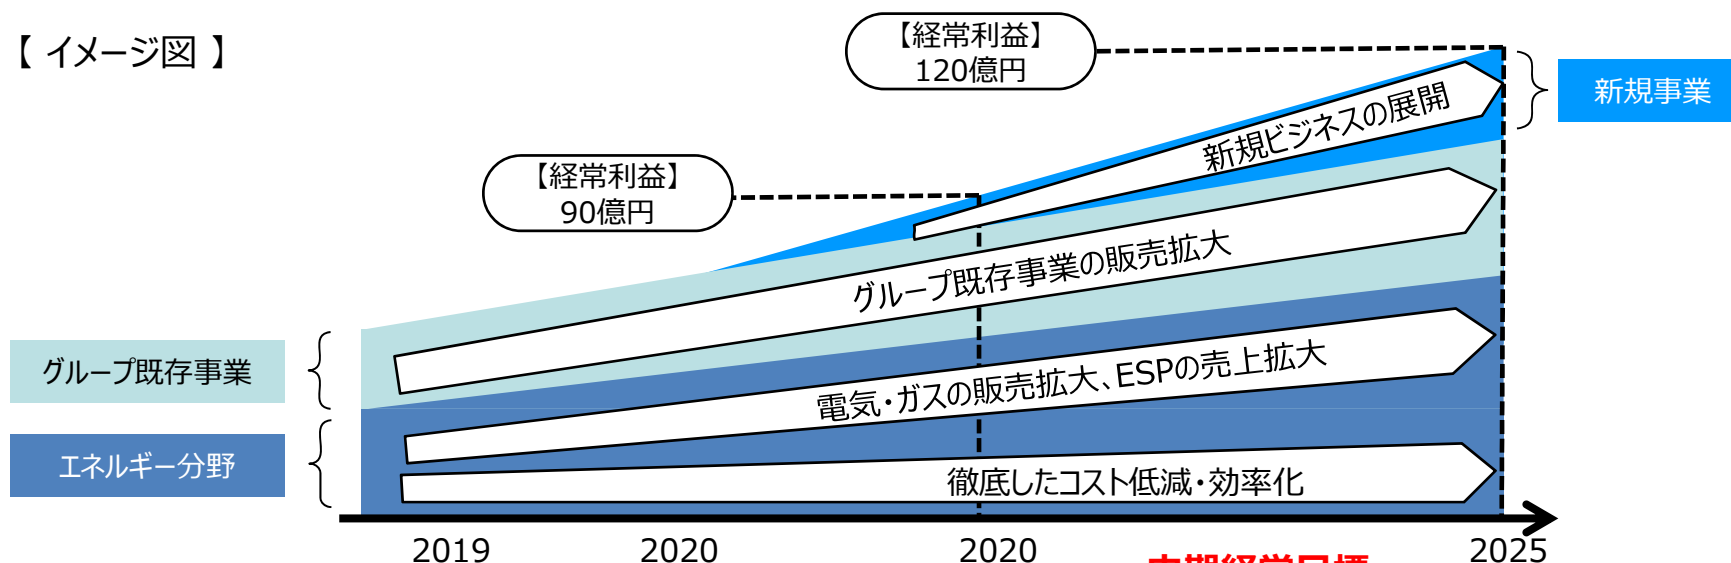 【 イメージ図 】
【経常利益】
120億円
新規事業
新規ビジネスの展開
【経常利益】
90億円
グループ既存事業の販売拡大
グループ既存事業
電気・ガスの販売拡大、ESPの売上拡大
エネルギー分野
徹底したコスト低減・効率化
2019 2020 2020 2025